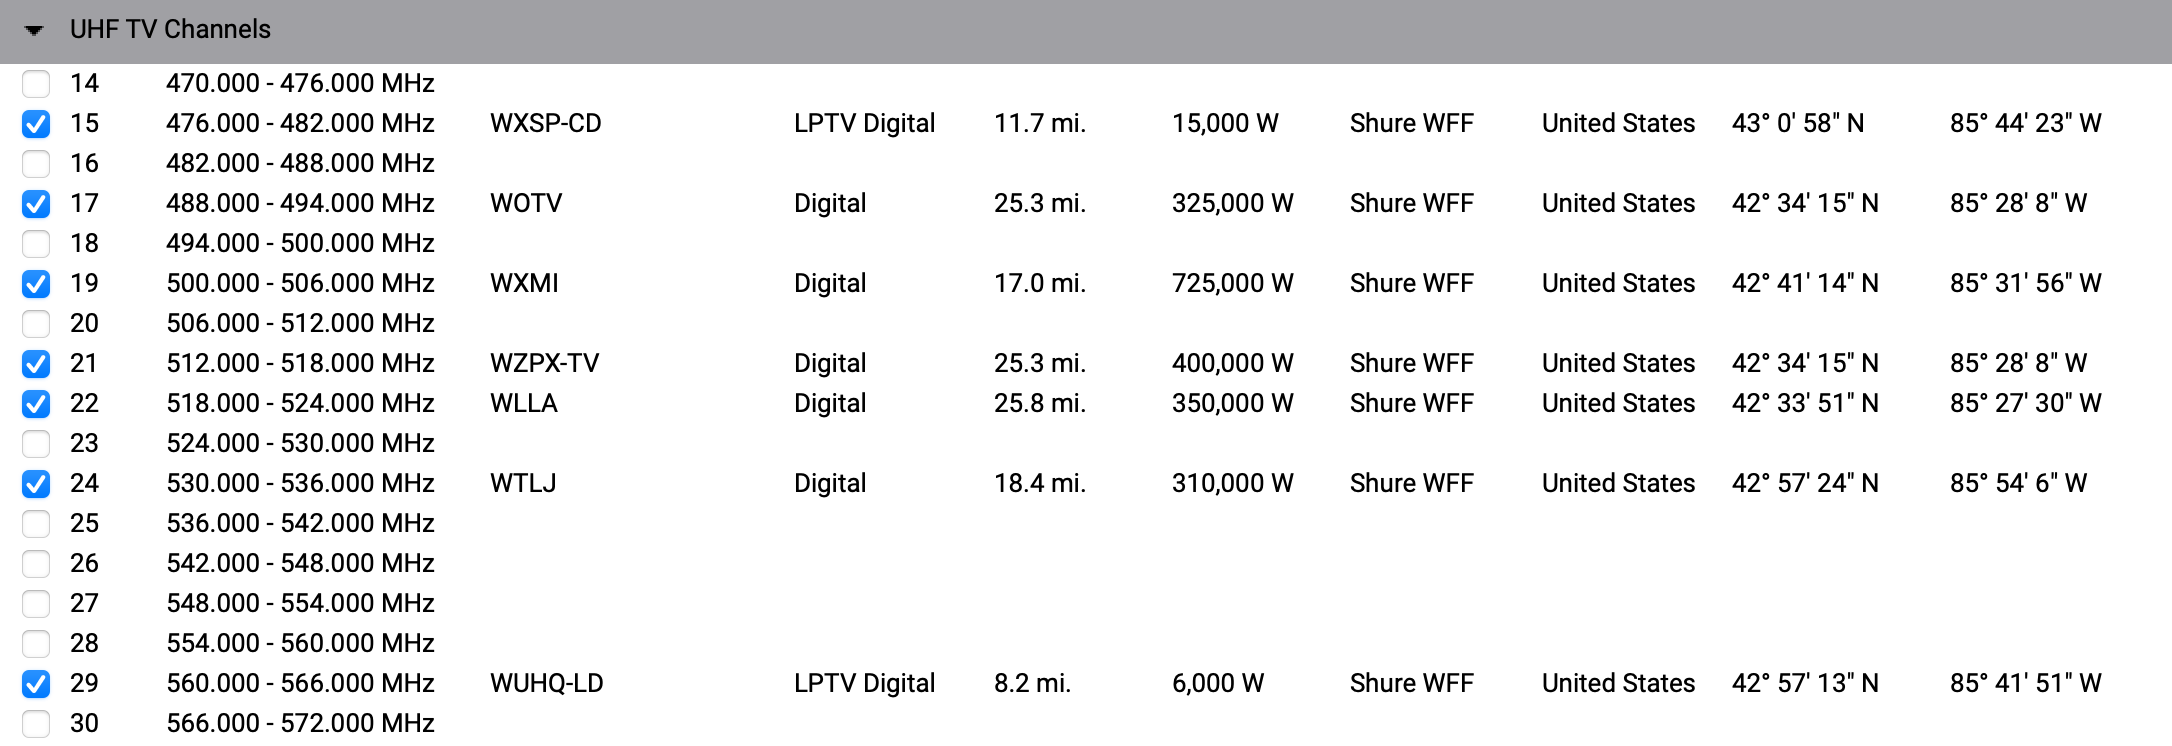 UHF TV Channels
14 470.000 - 476.000 MHz
15 476.000 - 482.000 MHz WXSP-CD LPTV Digital 11.7 mi. 15,000 W Shure WFF United States 43° 0' 58" N 85° 44' 23" W
16 482.000 - 488.000 MHz
17 488.000 - 494.000 MHz WOTV Digital 25.3 mi. 325,000 W Shure WFF United States 42° 34' 15" N 85° 28' 8" W
18 494.000 - 500.000 MHz
19 500.000 - 506.000 MHz WXMI Digital 17.0 mi. 725,000 W Shure WFF United States 42° 41' 14" N 85° 31' 56" W
20 506.000 - 512.000 MHz
21 512.000 - 518.000 MHz WZPX-TV Digital 25.3 mi. 400,000 W Shure WFF United States 42° 34' 15" N 85° 28' 8" W
22 518.000 - 524.000 MHz WLLA Digital 25.8 mi. 350,000 W Shure WFF United States 42° 33' 51" N 85° 27' 30" W
23 524.000 - 530.000 MHz
24 530.000 - 536.000 MHz WTLJ Digital 18.4 mi. 310,000 W Shure WFF United States 42° 57' 24" N 85° 54' 6" W
25 536.000 - 542.000 MHz
26 542.000 - 548.000 MHz
27 548.000 - 554.000 MHz
28 554.000 - 560.000 MHz
29 560.000 - 566.000 MHz WUHQ-LD LPTV Digital 8.2 mi. 6,000 W Shure WFF United States 42° 57' 13" N 85° 41' 51" W
30 566.000 - 572.000 MHz